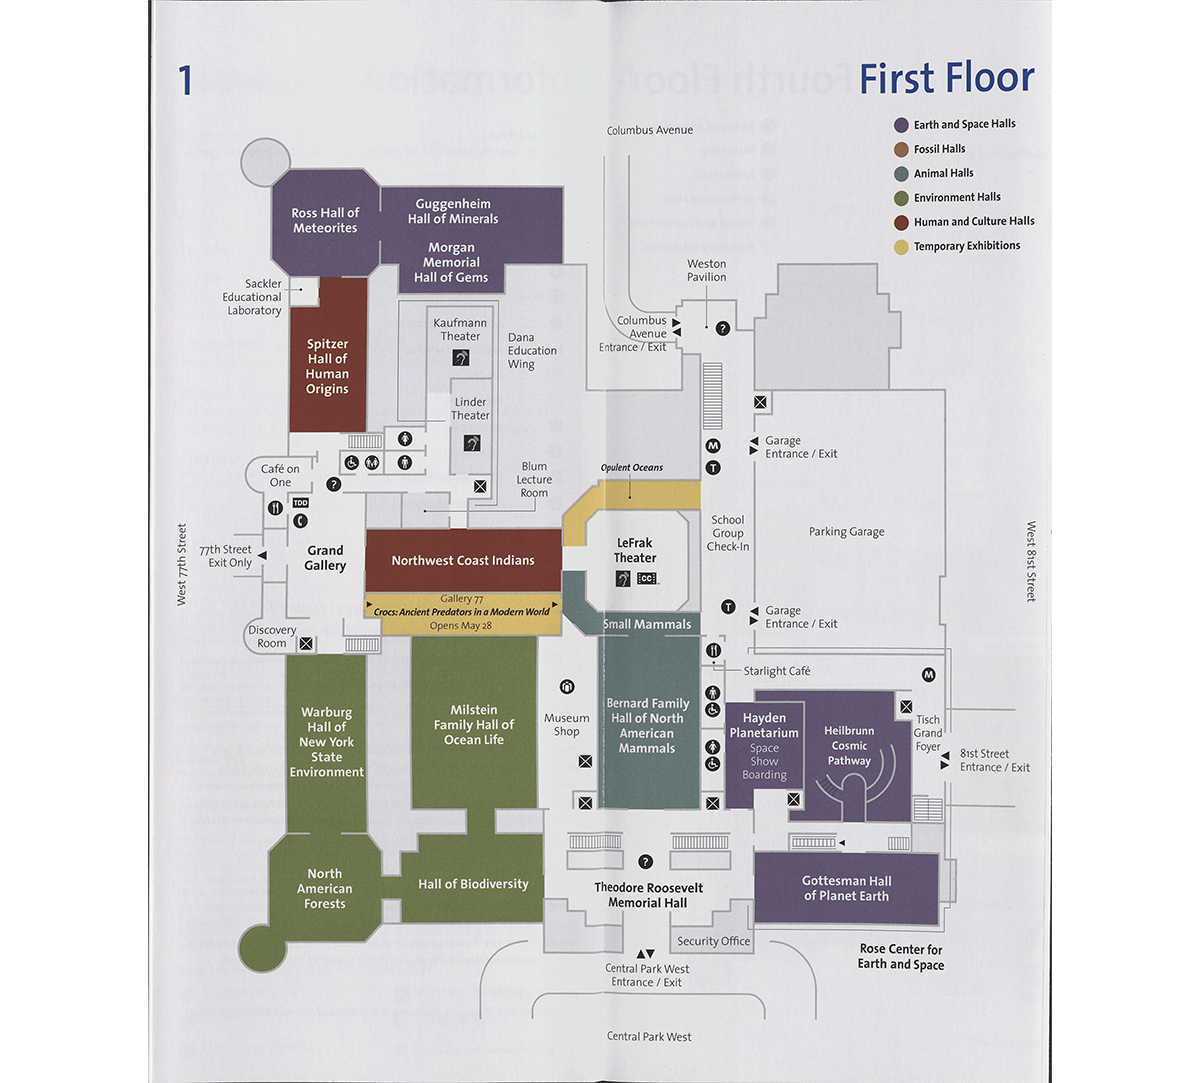 1
First Floor
Earth and Space Halls
Fossil Halls
Animal Halls
Environment Halls
Human and Culture Halls
Temporary Exhibitions
Columbus Avenue
Ross Hall of
Meteorites
Guggenheim
Hall of Minerals
Morgan
Memorial
Hall of Gems
Sackler
Educational
Laboratory
Spitzer
Hall of
Human
Origins
Kaufmann
Theater
Dana
Education
Wing
Linder
Theater
Weston
Pavilion
?
Columbus
Avenue
Entrance / Exit
M
T
Garage
Entrance / Exit
Café on
One
?
TDD
Blum
Lecture
Room
Opulent Oceans
LeFrak
Theater
CC
School
Group
Check-In
Parking Garage
West 77th Street
West 81st Street
77th Street
Exit Only
Grand
Gallery
Northwest Coast Indians
Gallery 77
Crocs: Ancient Predators in a Modern World
Opens May 28
T
Garage
Entrance / Exit
Discovery
Room
Small Mammals
Starlight Café
M
Warburg
Hall of
New York
State
Environment
Milstein
Family Hall of
Ocean Life
Museum
Shop
Bernard Family
Hall of North
American
Mammals
Hayden
Planetarium
Space
Show
Boarding
Heilbrunn
Cosmic
Pathway
Tisch
Grand
Foyer
81st Street
Entrance / Exit
North
American
Forests
Hall of Biodiversity
?
Theodore Roosevelt
Memorial Hall
Gottesman Hall
of Planet Earth
Security Office
Rose Center for
Earth and Space
Central Park West
Entrance / Exit
Central Park West